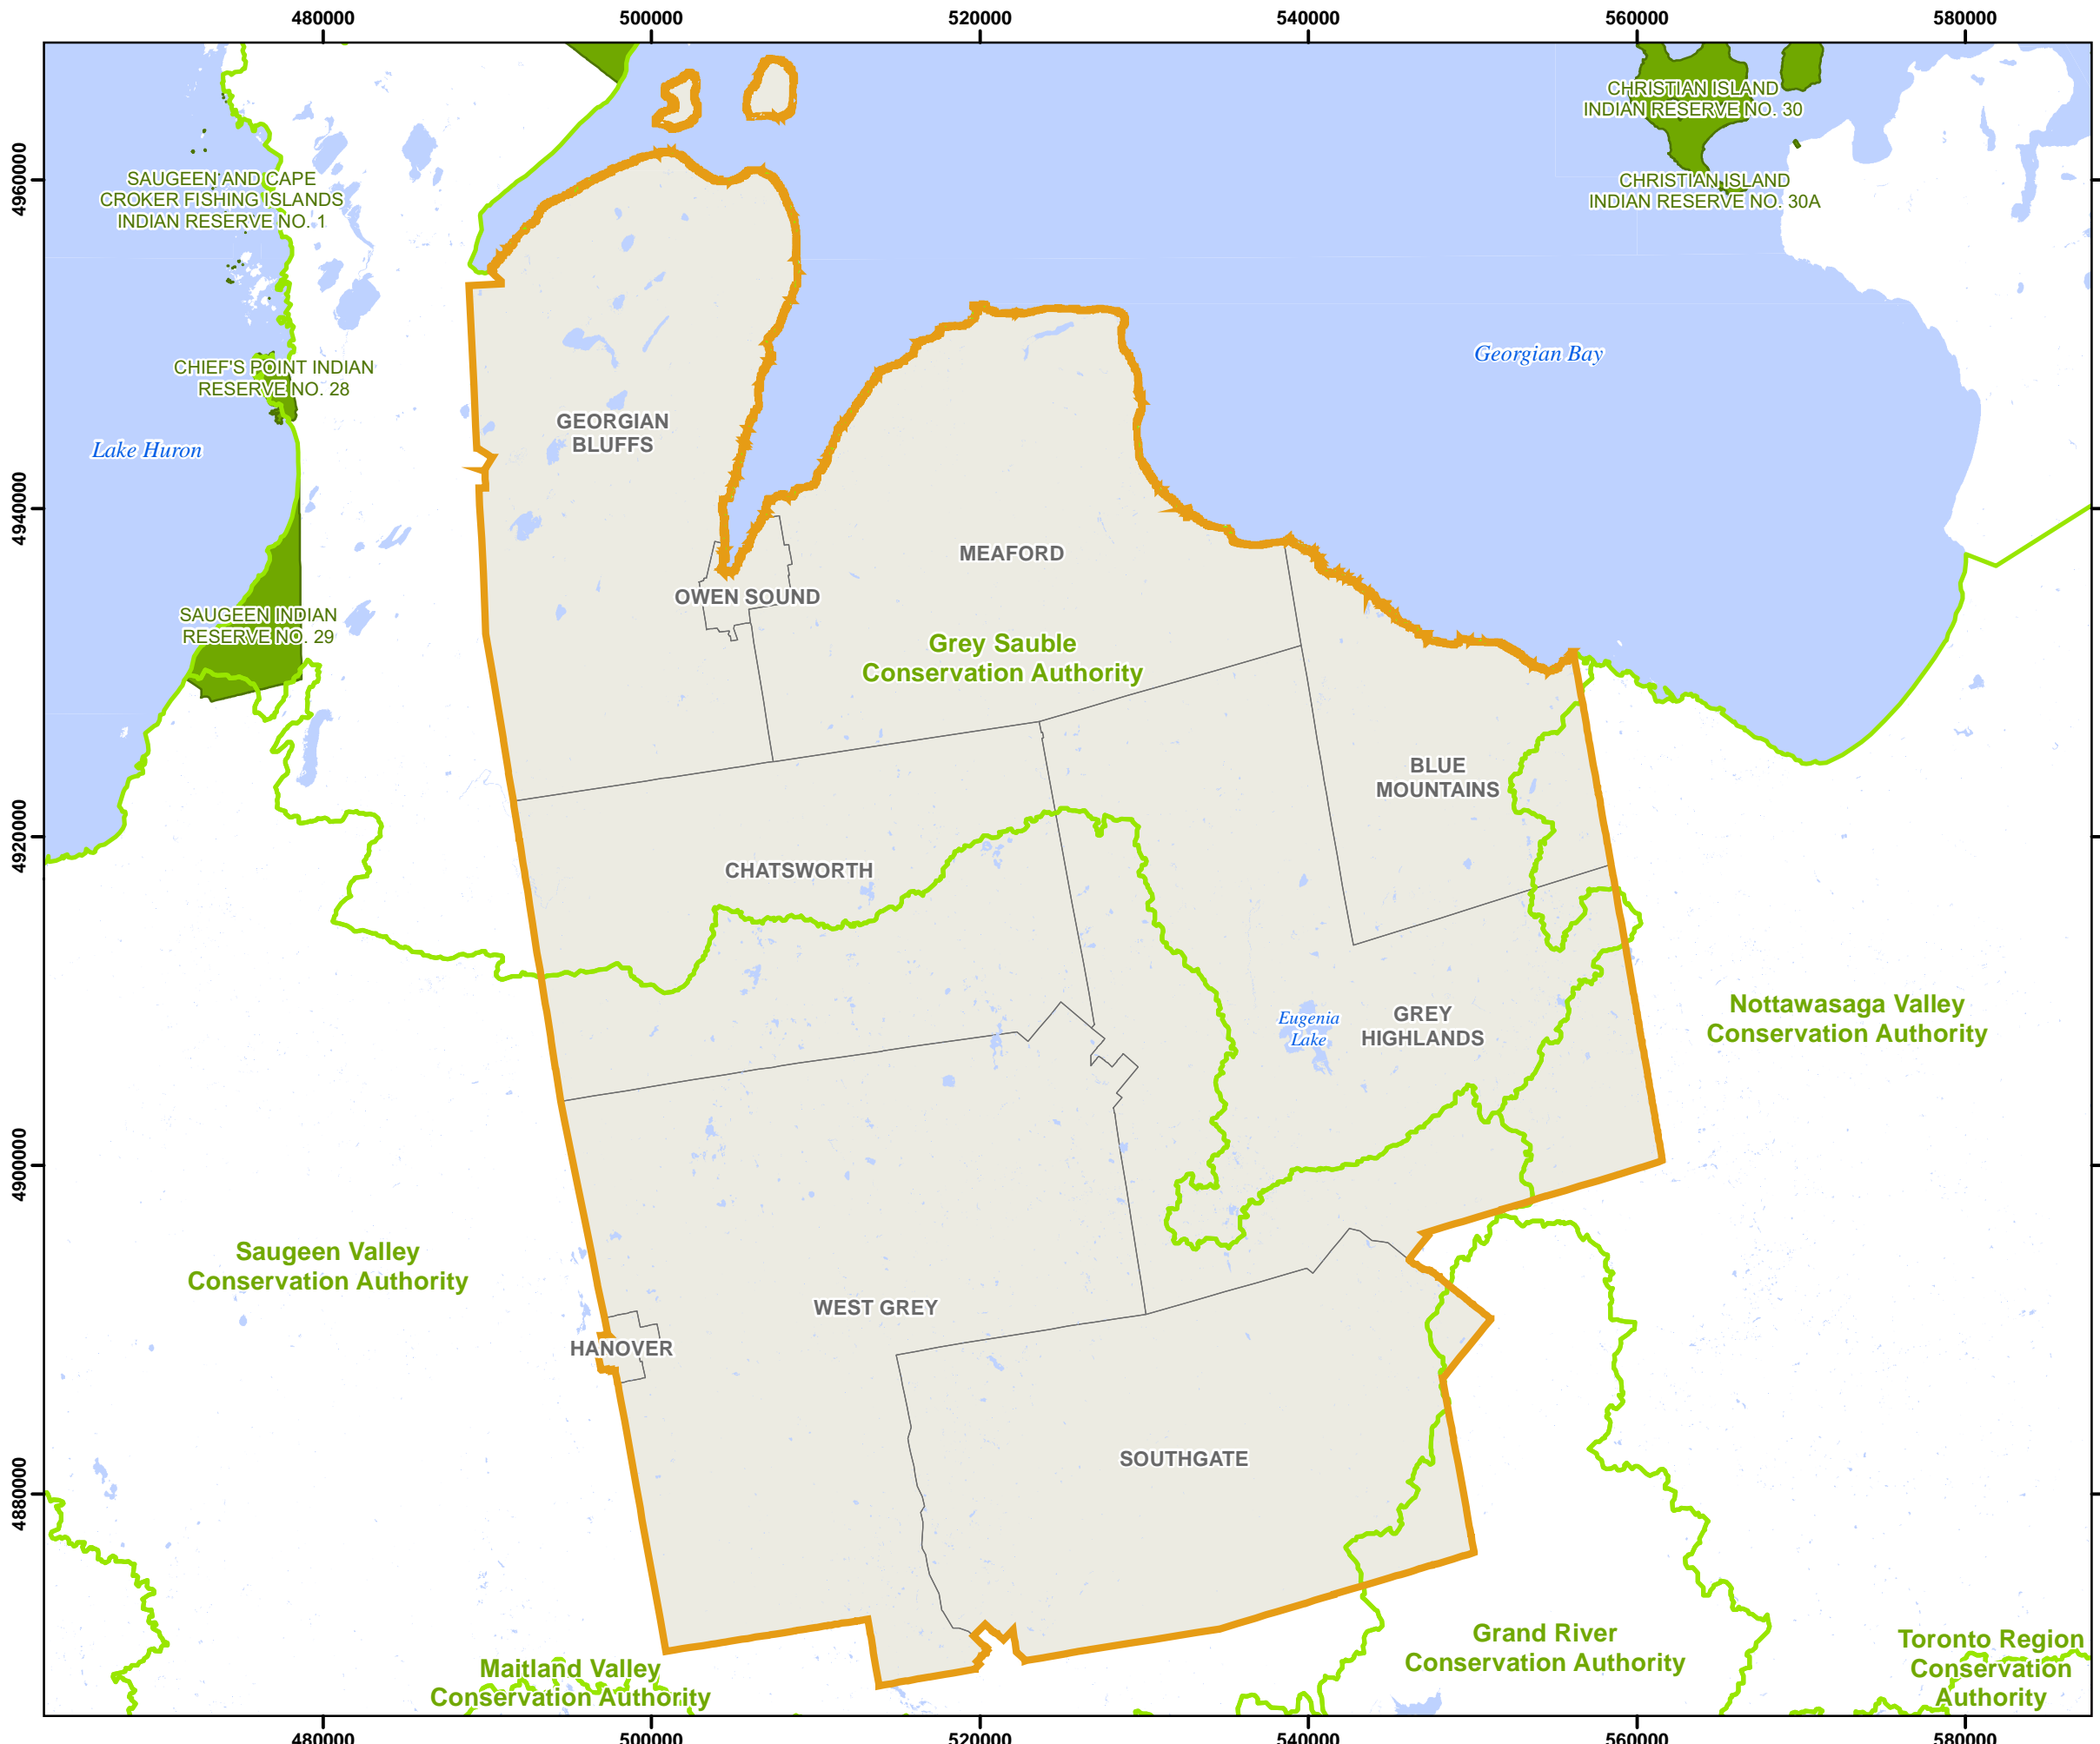 480000
500000
520000
540000
560000
580000
CHRISTIAN ISLAND
INDIAN RESERVE NO. 30
4960000
SAUGEEN AND CAPE
CROKER FISHING ISLANDS
INDIAN RESERVE NO. 1
CHRISTIAN ISLAND
INDIAN RESERVE NO. 30A
Georgian Bay
CHIEF'S POINT INDIAN
RESERVE NO. 28
GEORGIAN
BLUFFS
Lake Huron
4940000
MEAFORD
OWEN SOUND
SAUGEEN INDIAN
RESERVE NO. 29
Grey Sauble
Conservation Authority
BLUE
MOUNTAINS
4920000
CHATSWORTH
Eugenia
Lake
GREY
HIGHLANDS
Nottawasaga Valley
Conservation Authority
4900000
Saugeen Valley
Conservation Authority
WEST GREY
HANOVER
SOUTHGATE
4880000
Grand River
Conservation Authority
Toronto Region
Conservation
Authority
Maitland Valley
Conservation Authority
480000
500000
520000
540000
560000
580000